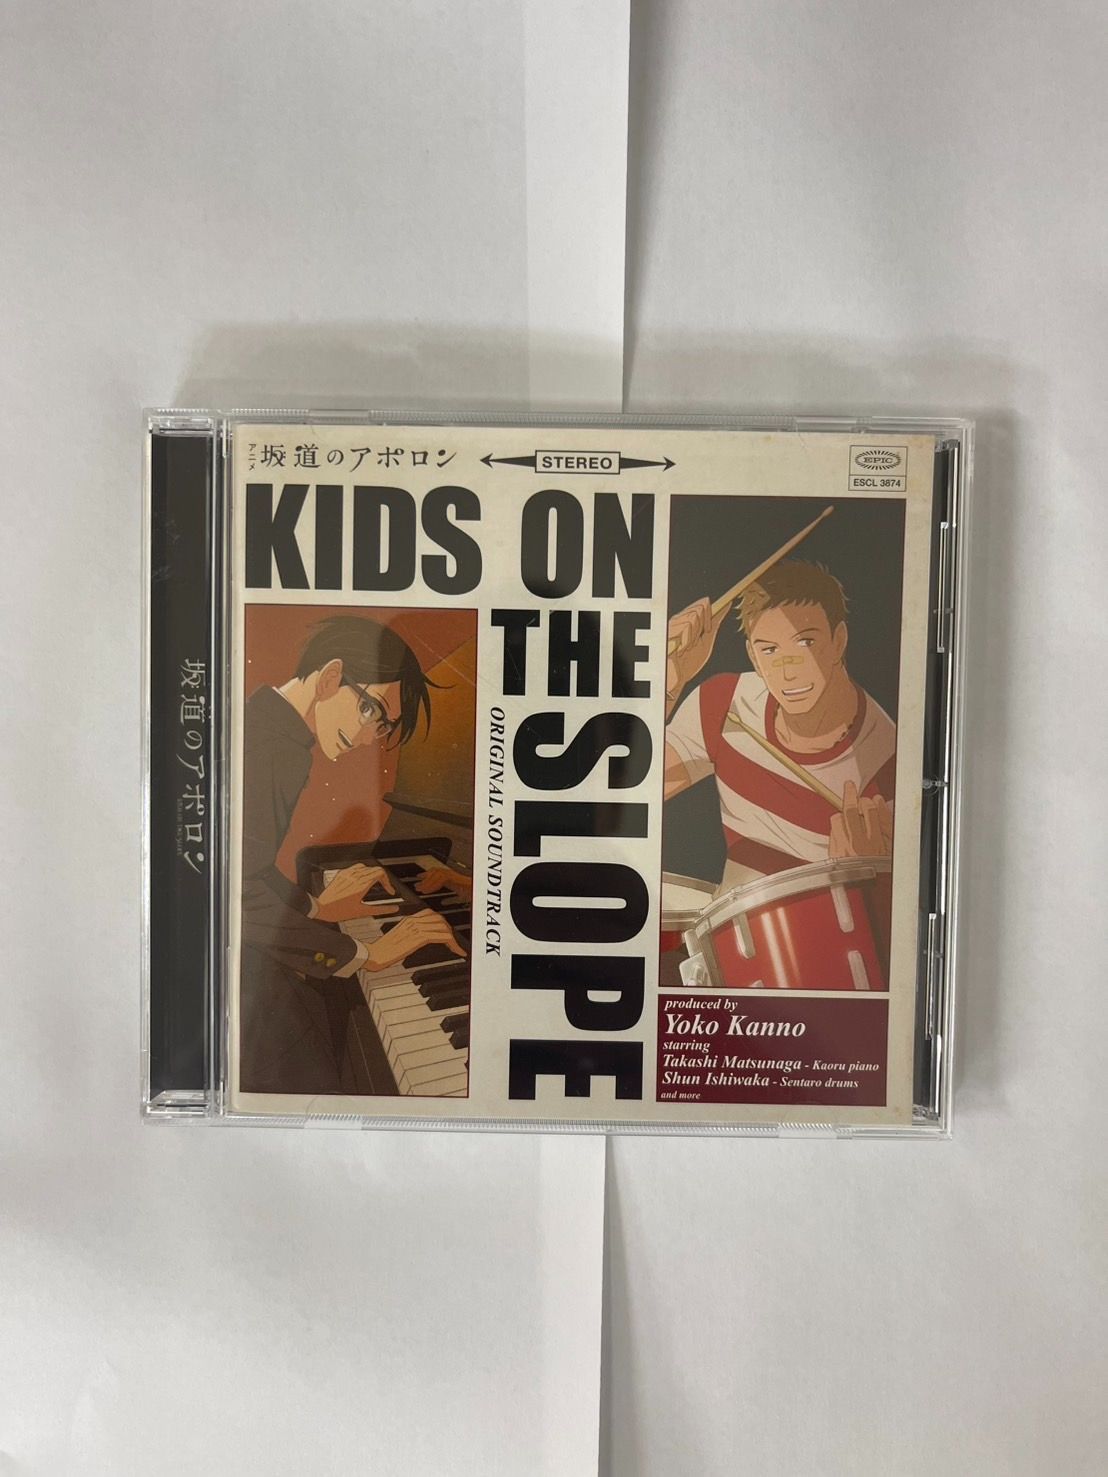 アニメ 坂道のアポロン
STEREO
EPIC
ESCL 3874
KIDS ON
THE
SLOPE
ORIGINAL SOUNDTRACK
produced by
Yoko Kanno
starring
Takashi Matsunaga - Kaoru piano
Shun Ishiwaka - Sentaro drums
and more
坂道のアポロン